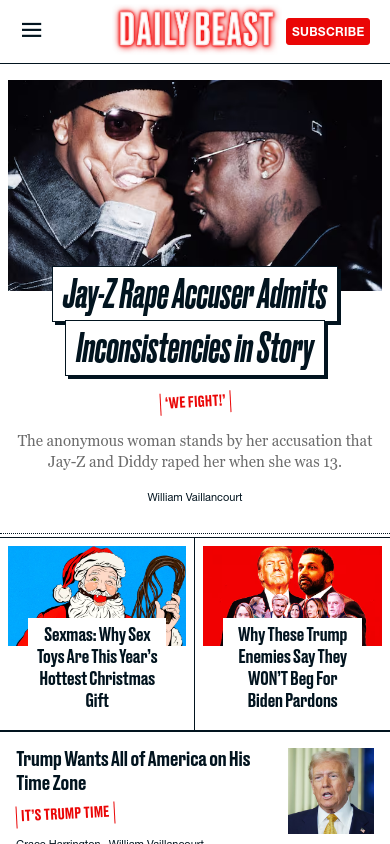 DAILY BEAST
SUBSCRIBE
Jay-Z Rape Accuser Admits
Inconsistencies in Story
‘WE FIGHT!’
The anonymous woman stands by her accusation that
Jay-Z and Diddy raped her when she was 13.
William Vaillancourt
Sexmas: Why Sex
Toys Are This Year’s
Hottest Christmas
Gift
Why These Trump
Enemies Say They
WON’T Beg For
Biden Pardons
Trump Wants All of America on His
Time Zone
IT’S TRUMP TIME
Grace Harrington, William Vaillancourt